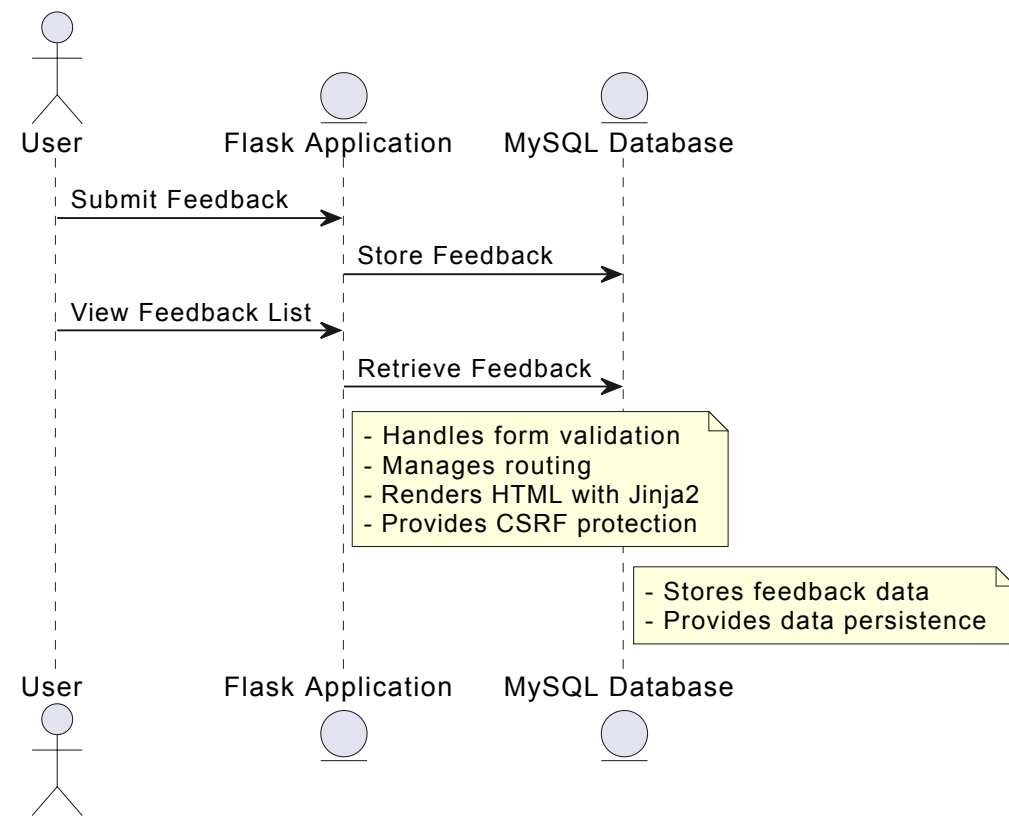 User
Flask Application
MySQL Database
Submit Feedback
Store Feedback
View Feedback List
Retrieve Feedback
- Handles form validation
- Manages routing
- Renders HTML with Jinja2
- Provides CSRF protection
- Stores feedback data
- Provides data persistence
User
Flask Application
MySQL Database